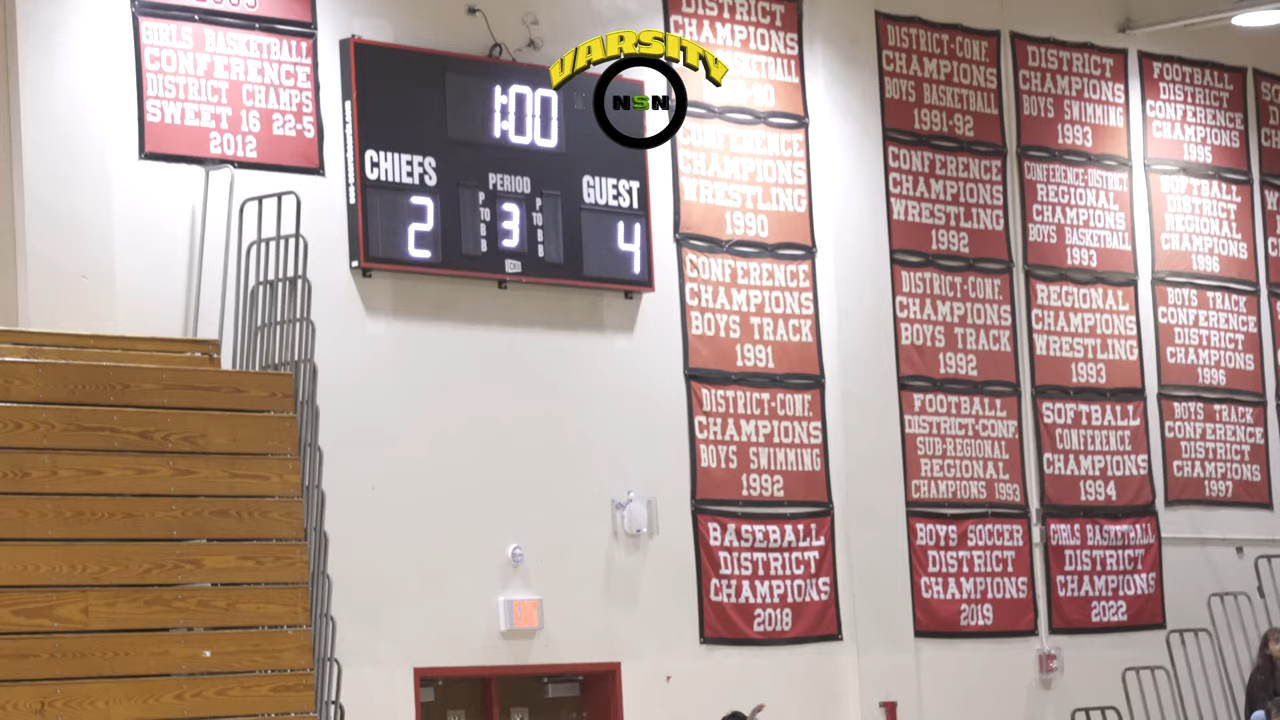 GIRLS BASKETBALL
CONFERENCE
DISTRICT CHAMPS
SWEET 16 22-5
2012
1:00
CHIEFS
PERIOD
GUEST
2
P
TO
B
B
3
P
TO
B
B
4
VARSITY
NSN
DISTRICT
CHAMPIONS
CONFERENCE
CHAMPIONS
WRESTLING
1990
CONFERENCE
CHAMPIONS
BOYS TRACK
1991
DISTRICT-CONF.
CHAMPIONS
BOYS SWIMMING
1992
BASEBALL
DISTRICT
CHAMPIONS
2018
DISTRICT-CONF.
CHAMPIONS
BOYS BASKETBALL
1991-92
CONFERENCE
CHAMPIONS
WRESTLING
1992
DISTRICT-CONF.
CHAMPIONS
BOYS TRACK
1992
FOOTBALL
DISTRICT-CONF.
SUB-REGIONAL
REGIONAL
CHAMPIONS 1993
BOYS SOCCER
DISTRICT
CHAMPIONS
2019
DISTRICT
CHAMPIONS
BOYS SWIMMING
1993
CONFERENCE-DISTRICT
REGIONAL
CHAMPIONS
BOYS BASKETBALL
1993
REGIONAL
CHAMPIONS
WRESTLING
1993
SOFTBALL
CONFERENCE
CHAMPIONS
1994
GIRLS BASKETBALL
DISTRICT
CHAMPIONS
2022
FOOTBALL
DISTRICT
CONFERENCE
CHAMPIONS
1995
SOFTBALL
DISTRICT
REGIONAL
CHAMPIONS
1996
BOYS TRACK
CONFERENCE
DISTRICT
CHAMPIONS
1996
BOYS TRACK
CONFERENCE
DISTRICT
CHAMPIONS
1997
EXIT